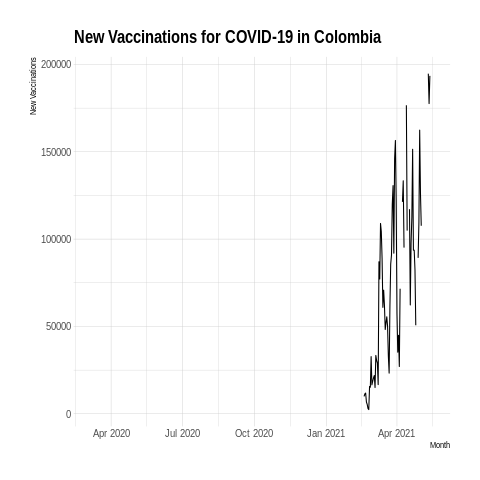 New Vaccinations for COVID-19 in Colombia
New Vaccinations
200000
150000
100000
50000
0
Apr 2020 Jul 2020 Oct 2020 Jan 2021 Apr 2021
Month